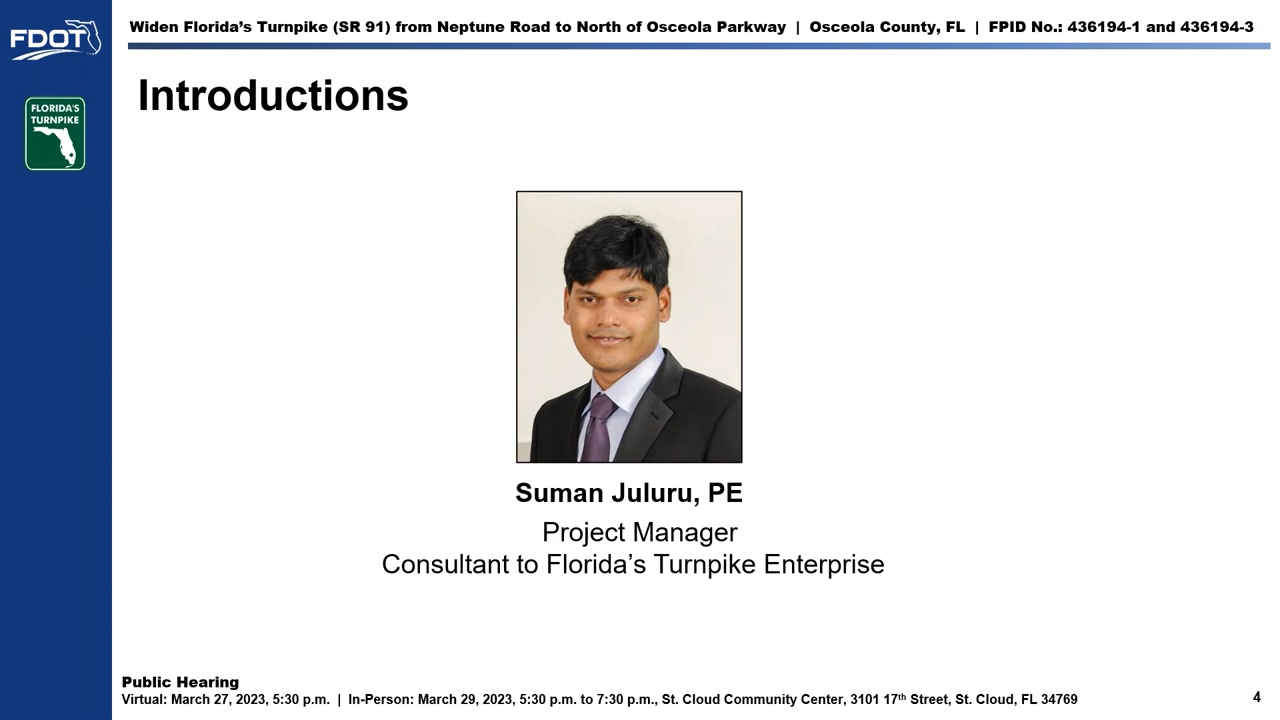 FDOT
Widen Florida’s Turnpike (SR 91) from Neptune Road to North of Osceola Parkway | Osceola County, FL | FPID No.: 436194-1 and 436194-3
Introductions
FLORIDA'S
TURNPIKE
Suman Juluru, PE
Project Manager
Consultant to Florida’s Turnpike Enterprise
Public Hearing
Virtual: March 27, 2023, 5:30 p.m. | In-Person: March 29, 2023, 5:30 p.m. to 7:30 p.m., St. Cloud Community Center, 3101 17th Street, St. Cloud, FL 34769
4